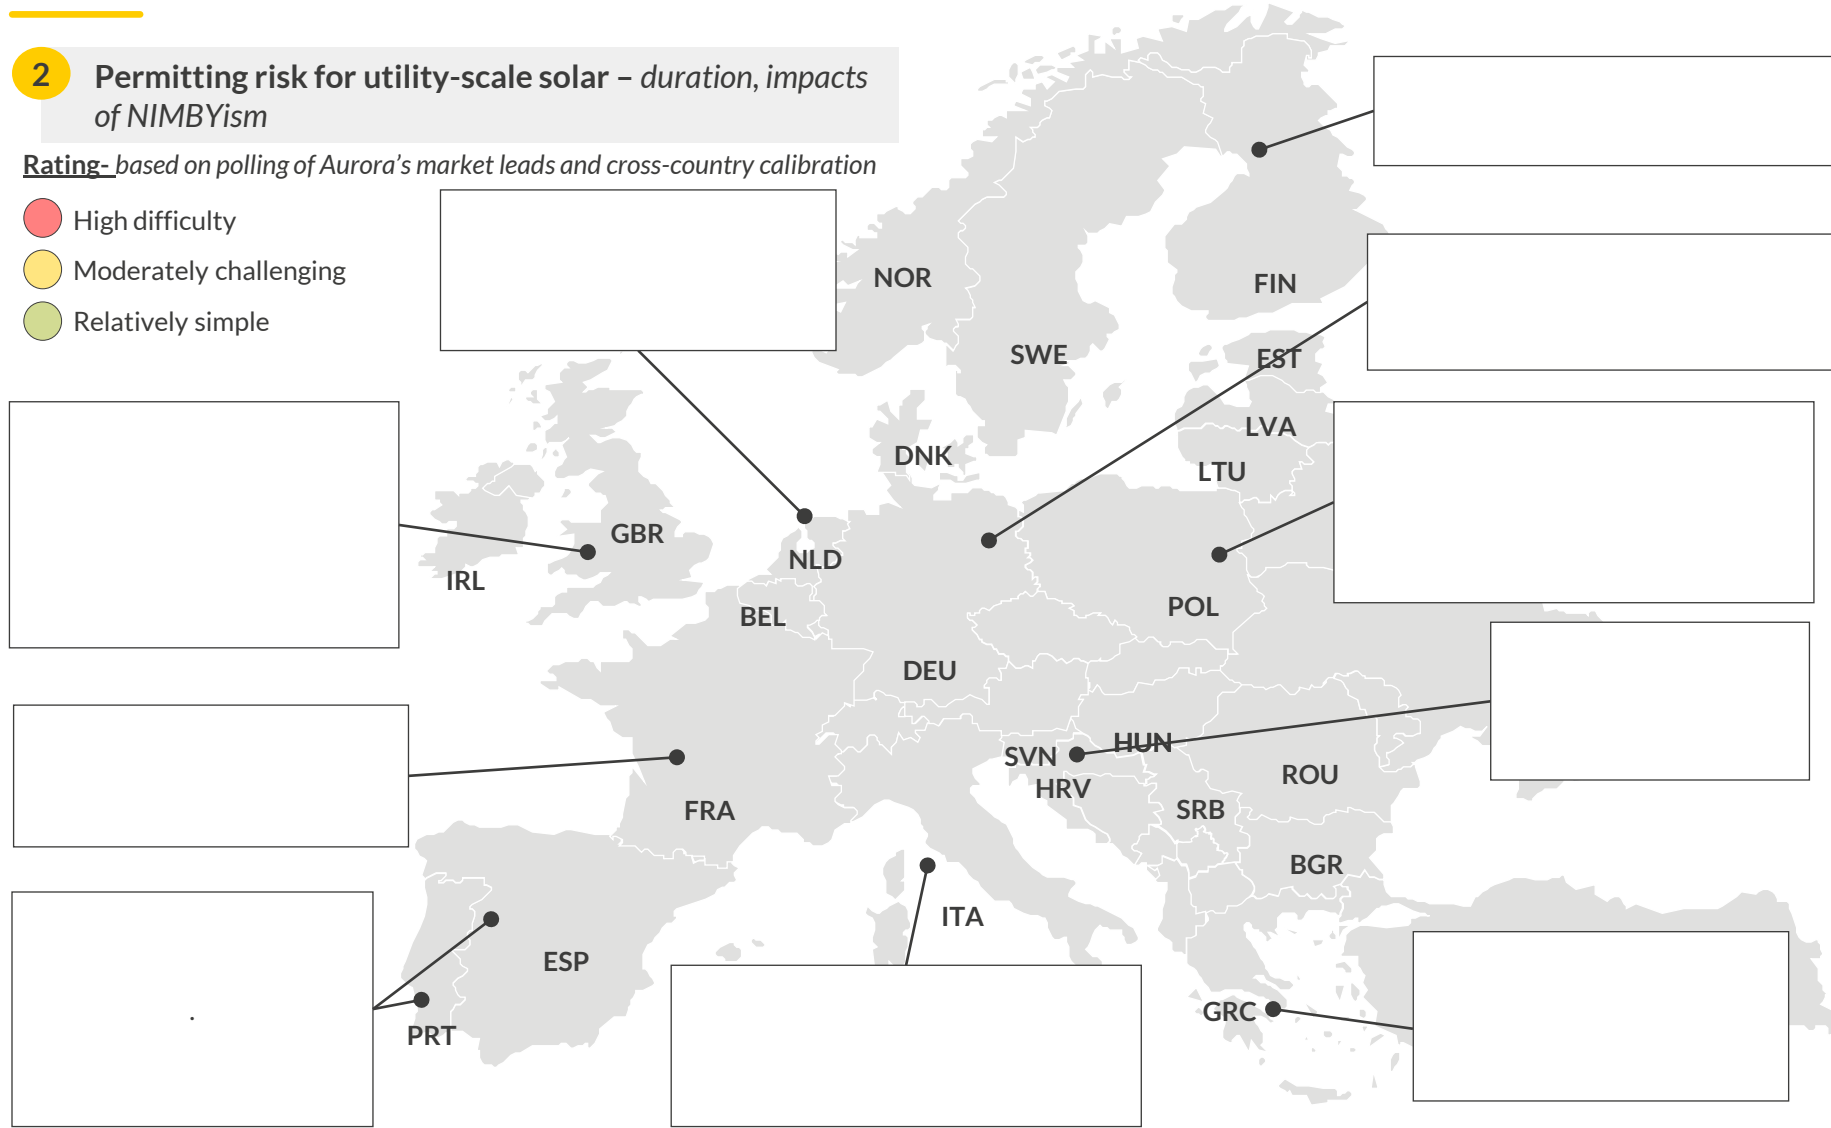 2
Permitting risk for utility-scale solar – duration, impacts
of NIMBYism
Rating- based on polling of Aurora's market leads and cross-country calibration
High difficulty
Moderately challenging
Relatively simple
NOR
FIN
SWE
EST
LVA
DNK
LTU
GBR
NLD
IRL
POL
BEL
DEU
HUN
SVN
ROU
HRV
SRB
FRA
BGR
ITA
ESP
.
GRC
PRT